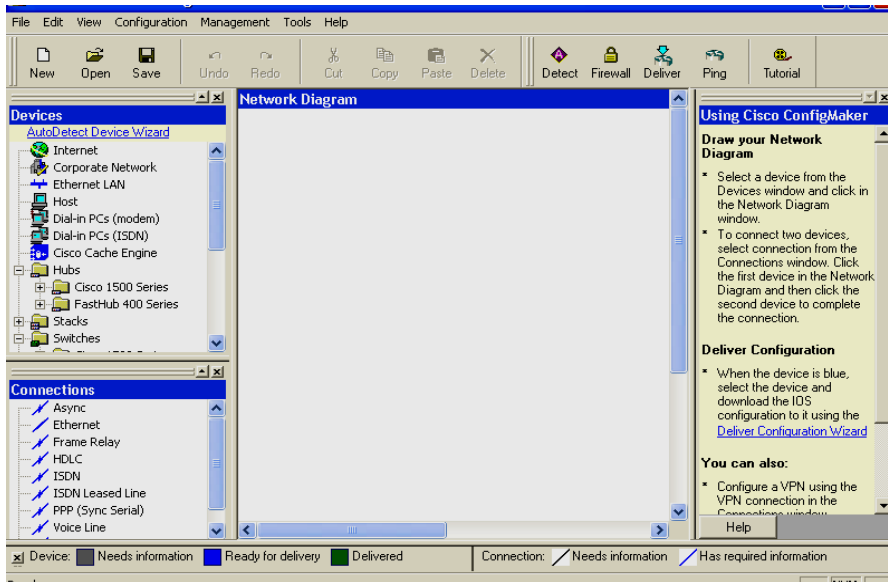 File Edit View Configuration Management Tools Help
New Open Save Undo Redo Cut Copy Paste Delete Detect Firewall Deliver Ping Tutorial
Devices
AutoDetect Device Wizard
Internet
Corporate Network
Ethernet LAN
Host
Dial-in PCs (modem)
Dial-in PCs (ISDN)
Cisco Cache Engine
Hubs
Cisco 1500 Series
FastHub 400 Series
Stacks
Switches
Connections
Async
Ethernet
Frame Relay
HDLC
ISDN
ISDN Leased Line
PPP (Sync Serial)
Voice Line
Network Diagram
Using Cisco ConfigMaker
Draw your Network
Diagram
* Select a device from the
Devices window and click in
the Network Diagram
window.
* To connect two devices,
select connection from the
Connections window. Click
the first device in the Network
Diagram and then click the
second device to complete
the connection.
Deliver Configuration
* When the device is blue,
select the device and
download the IOS
configuration to it using the
Deliver Configuration Wizard
You can also:
* Configure a VPN using the
VPN connection in the
Connections window
Help
Device: Needs information Ready for delivery Delivered Connection: Needs information Has required information